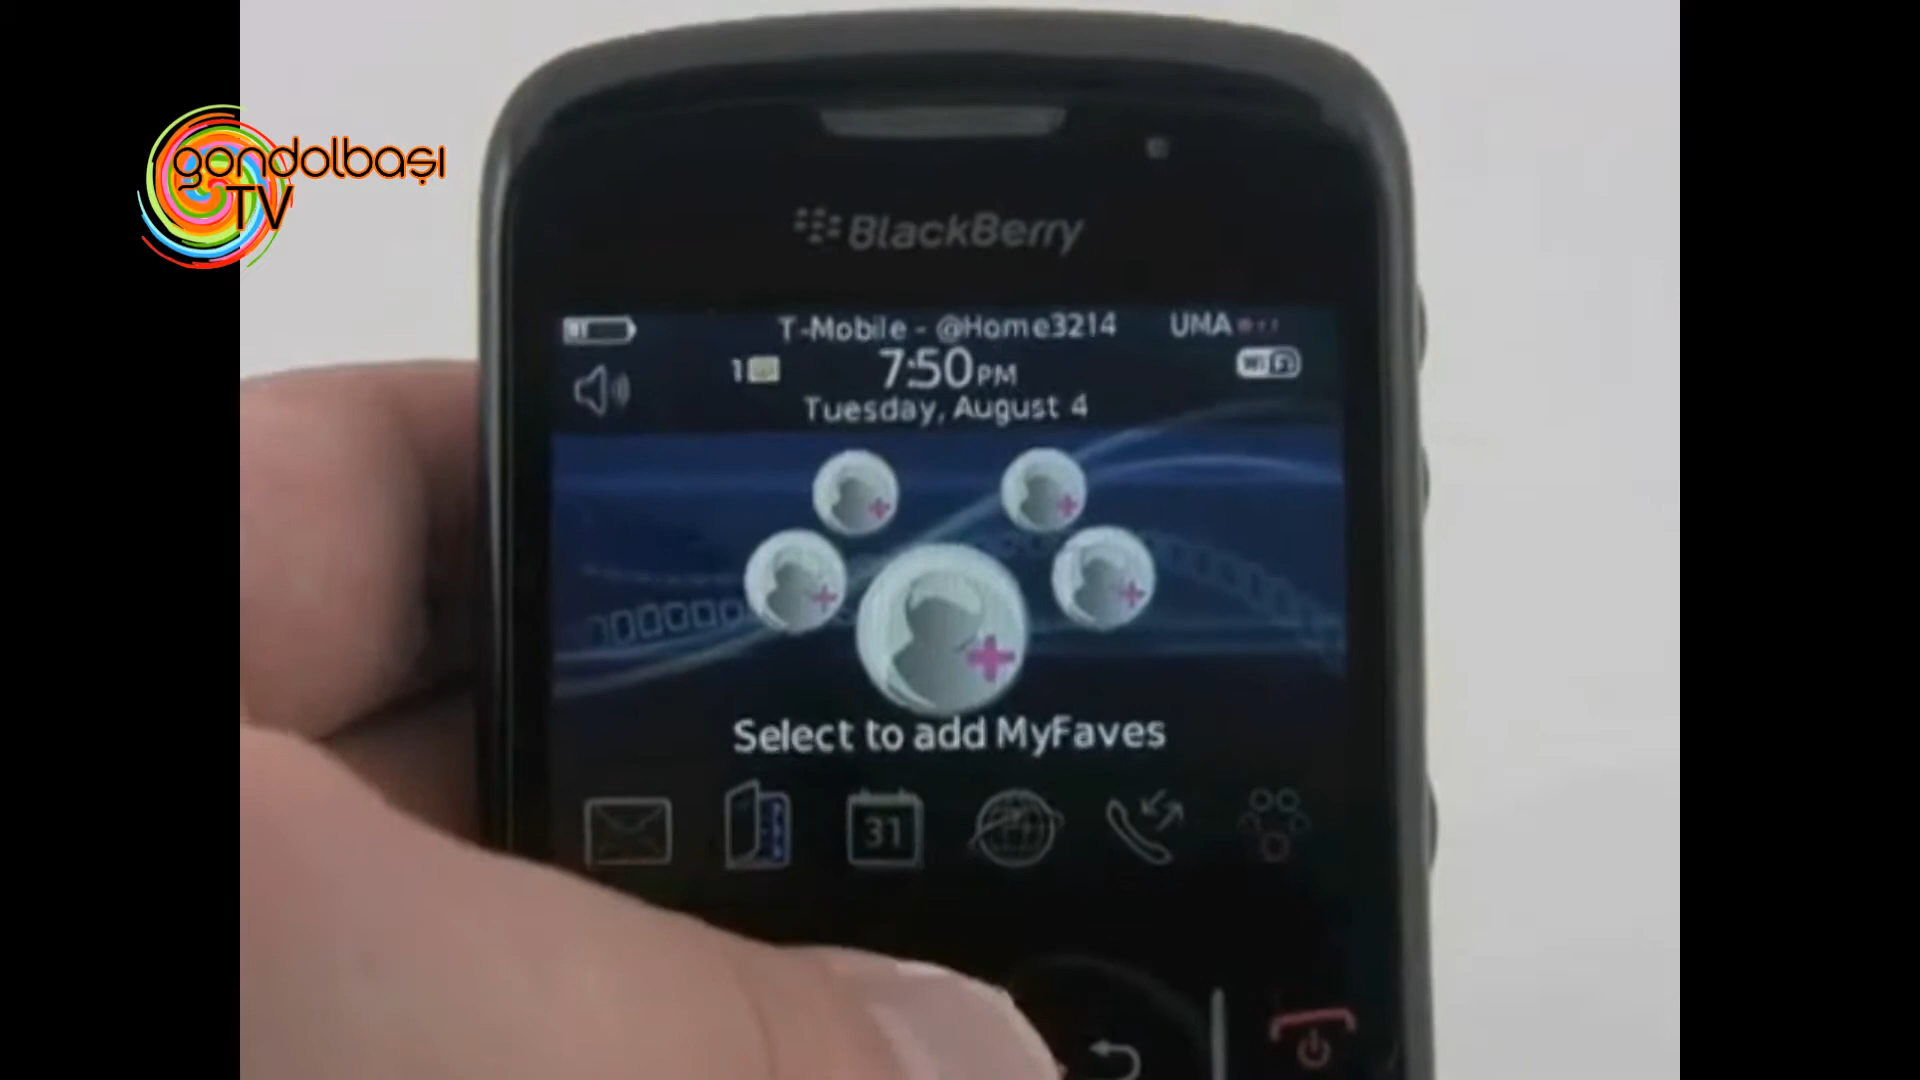 gondolbaşı
TV
BlackBerry
T-Mobile - @Home3214
UMA
1
7:50PM
Tuesday, August 4
Select to add MyFaves
31